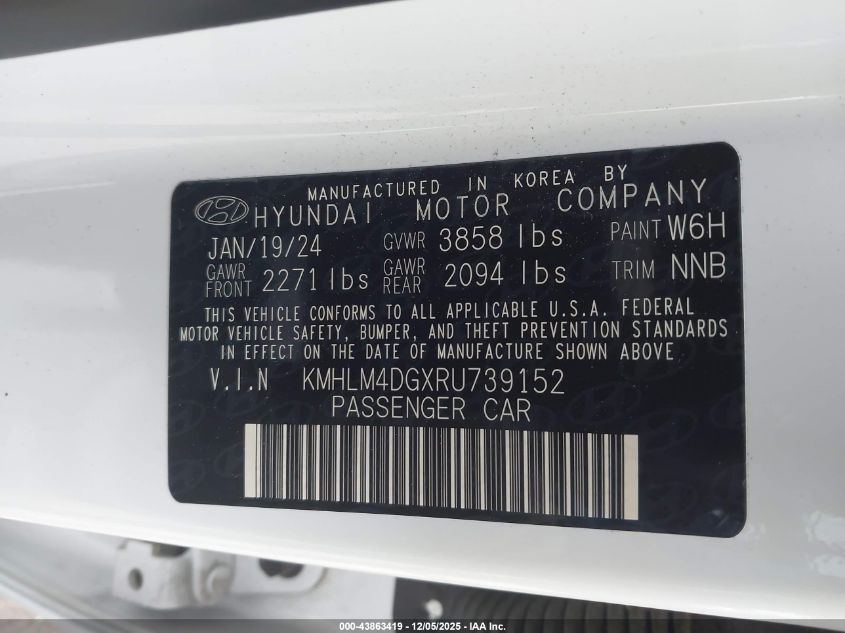 MANUFACTURED IN KOREA BY
HYUNDAI MOTOR COMPANY
JAN/19/24 GVWR 3858 lbs PAINT W6H
GAWR FRONT 2271 lbs GAWR REAR 2094 lbs TRIM NNB
THIS VEHICLE CONFORMS TO ALL APPLICABLE U.S.A. FEDERAL
MOTOR VEHICLE SAFETY, BUMPER, AND THEFT PREVENTION STANDARDS
IN EFFECT ON THE DATE OF MANUFACTURE SHOWN ABOVE
V.I.N KMHLM4DGXRU739152
PASSENGER CAR
000-43863419 - 12/05/2025 - IAA Inc.